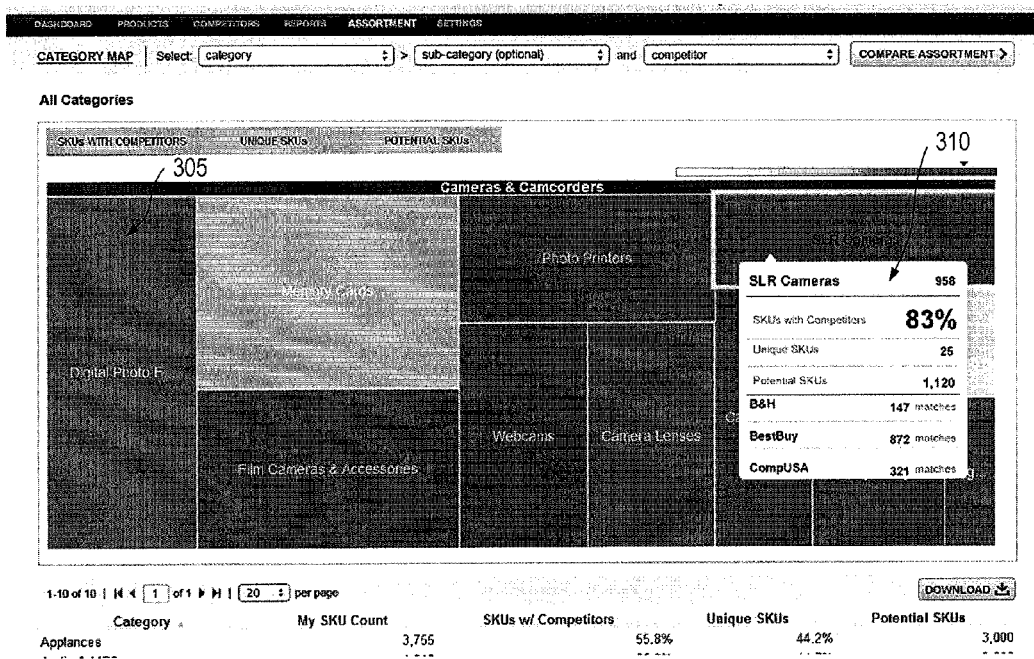 DASHBOARD PRODUCTS COMPETITORS REPORTS ASSORTMENT SETTINGS
CATEGORY MAP Select: category > sub-category (optional) and competitor COMPARE ASSORTMENT >
All Categories
SKUs WITH COMPETITORS UNIQUE SKUs POTENTIAL SKUs
305
310
Cameras & Camcorders
Photo Printers
SLR Cameras
Memory Cards
SLR Cameras 958
SKUs with Competitors 83%
Unique SKUs 25
Potential SKUs 1,120
B&H 147 matches
BestBuy 872 matches
CompUSA 321 matches
Digital Photo F
Webcams
Camera Lenses
Film Cameras & Accessories
1-10 of 10 | 1 of 1 | 20 per page
DOWNLOAD
Category My SKU Count SKUs w/ Competitors Unique SKUs Potential SKUs
Appliances 3,755 55.8% 44.2% 3,000